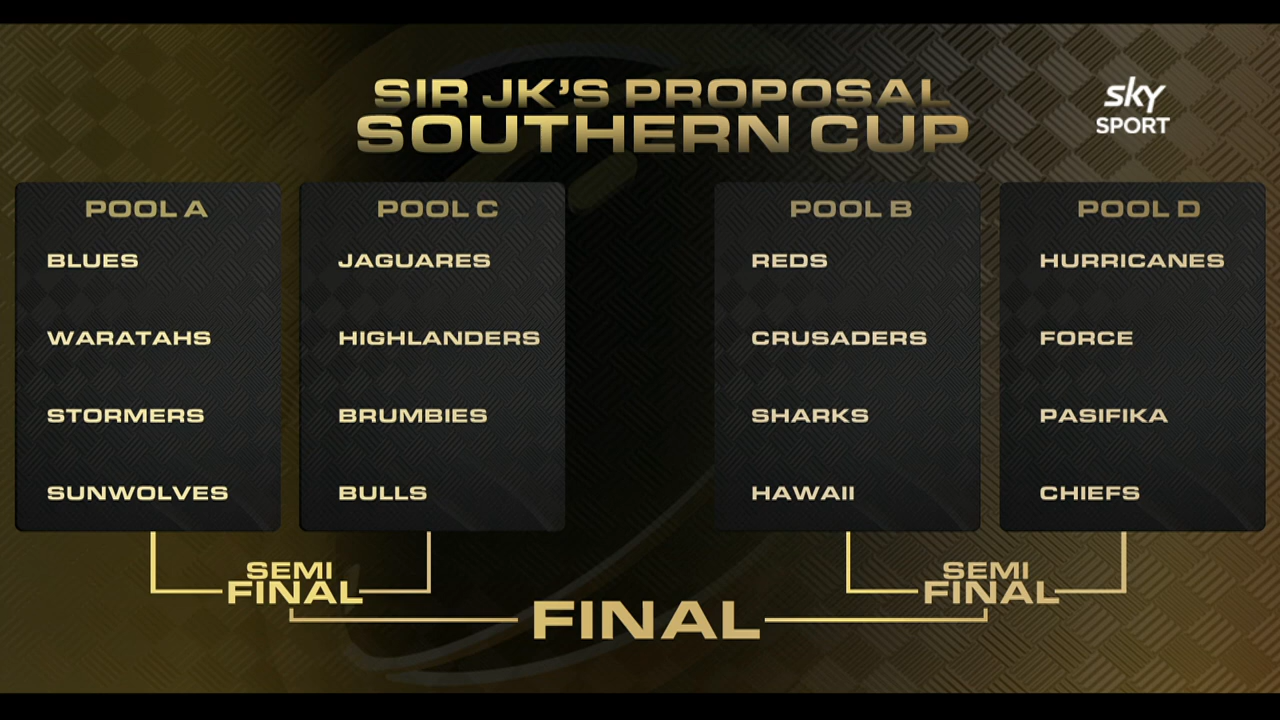 SIR JK'S PROPOSAL
SOUTHERN CUP
sky
SPORT
POOL A
BLUES
WARATAHS
STORMERS
SUNWOLVES
POOL C
JAGUARES
HIGHLANDERS
BRUMBIES
BULLS
POOL B
REDS
CRUSADERS
SHARKS
HAWAII
POOL D
HURRICANES
FORCE
PASIFIKA
CHIEFS
SEMI
FINAL
SEMI
FINAL
FINAL